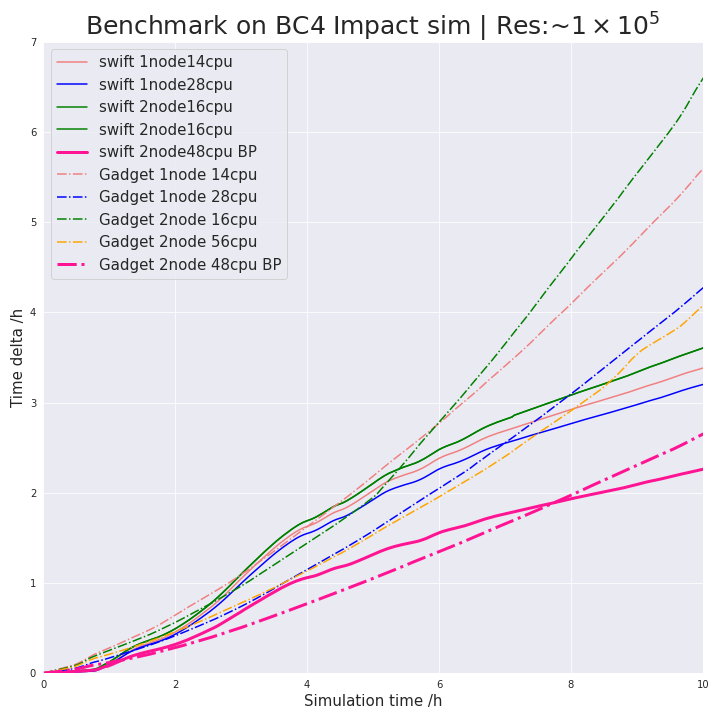 Benchmark on BC4 Impact sim | Res:~1 × 10⁵
7
swift 1node14cpu
swift 1node28cpu
swift 2node16cpu
swift 2node16cpu
swift 2node48cpu BP
Gadget 1node 14cpu
Gadget 1node 28cpu
Gadget 2node 16cpu
Gadget 2node 56cpu
Gadget 2node 48cpu BP
6
5
4
3
2
1
0
Time delta /h
0 2 4 6 8 10
Simulation time /h